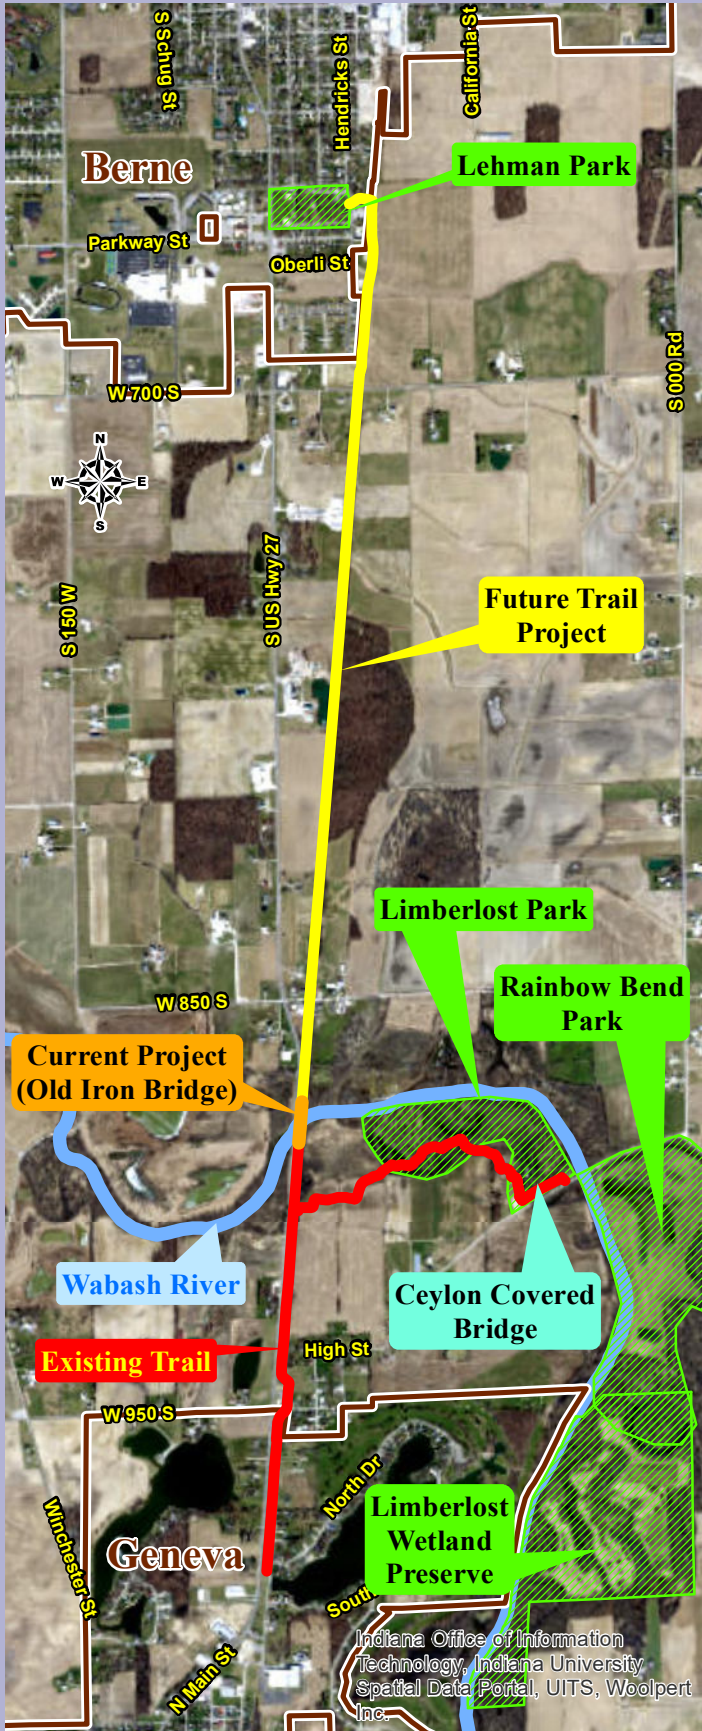 S Schug St
Hendricks St
California St
Berne
Lehman Park
Parkway St
Oberli St
S 000 Rd
W 700 S
N
W
E
S
S US Hwy 27
S 150 W
Future Trail
Project
Limberlost Park
Rainbow Bend
Park
W 850 S
Current Project
(Old Iron Bridge)
Wabash River
Ceylon Covered
Bridge
Existing Trail
High St
W 950 S
North Dr
Limberlost
Wetland
Preserve
Winchester St
Geneva
South
N Main St
Indiana Office of Information
Technology, Indiana University
Spatial Data Portal, UITS, Woolpert
Inc.